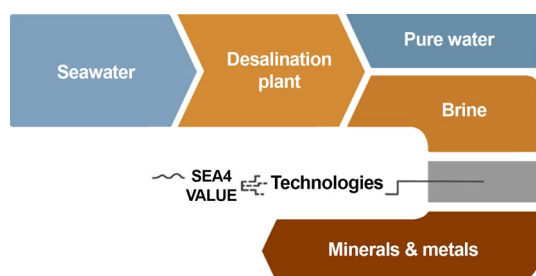 Seawater
Desalination
plant
Pure water
Brine
SEA4
VALUE
Technologies
Minerals & metals